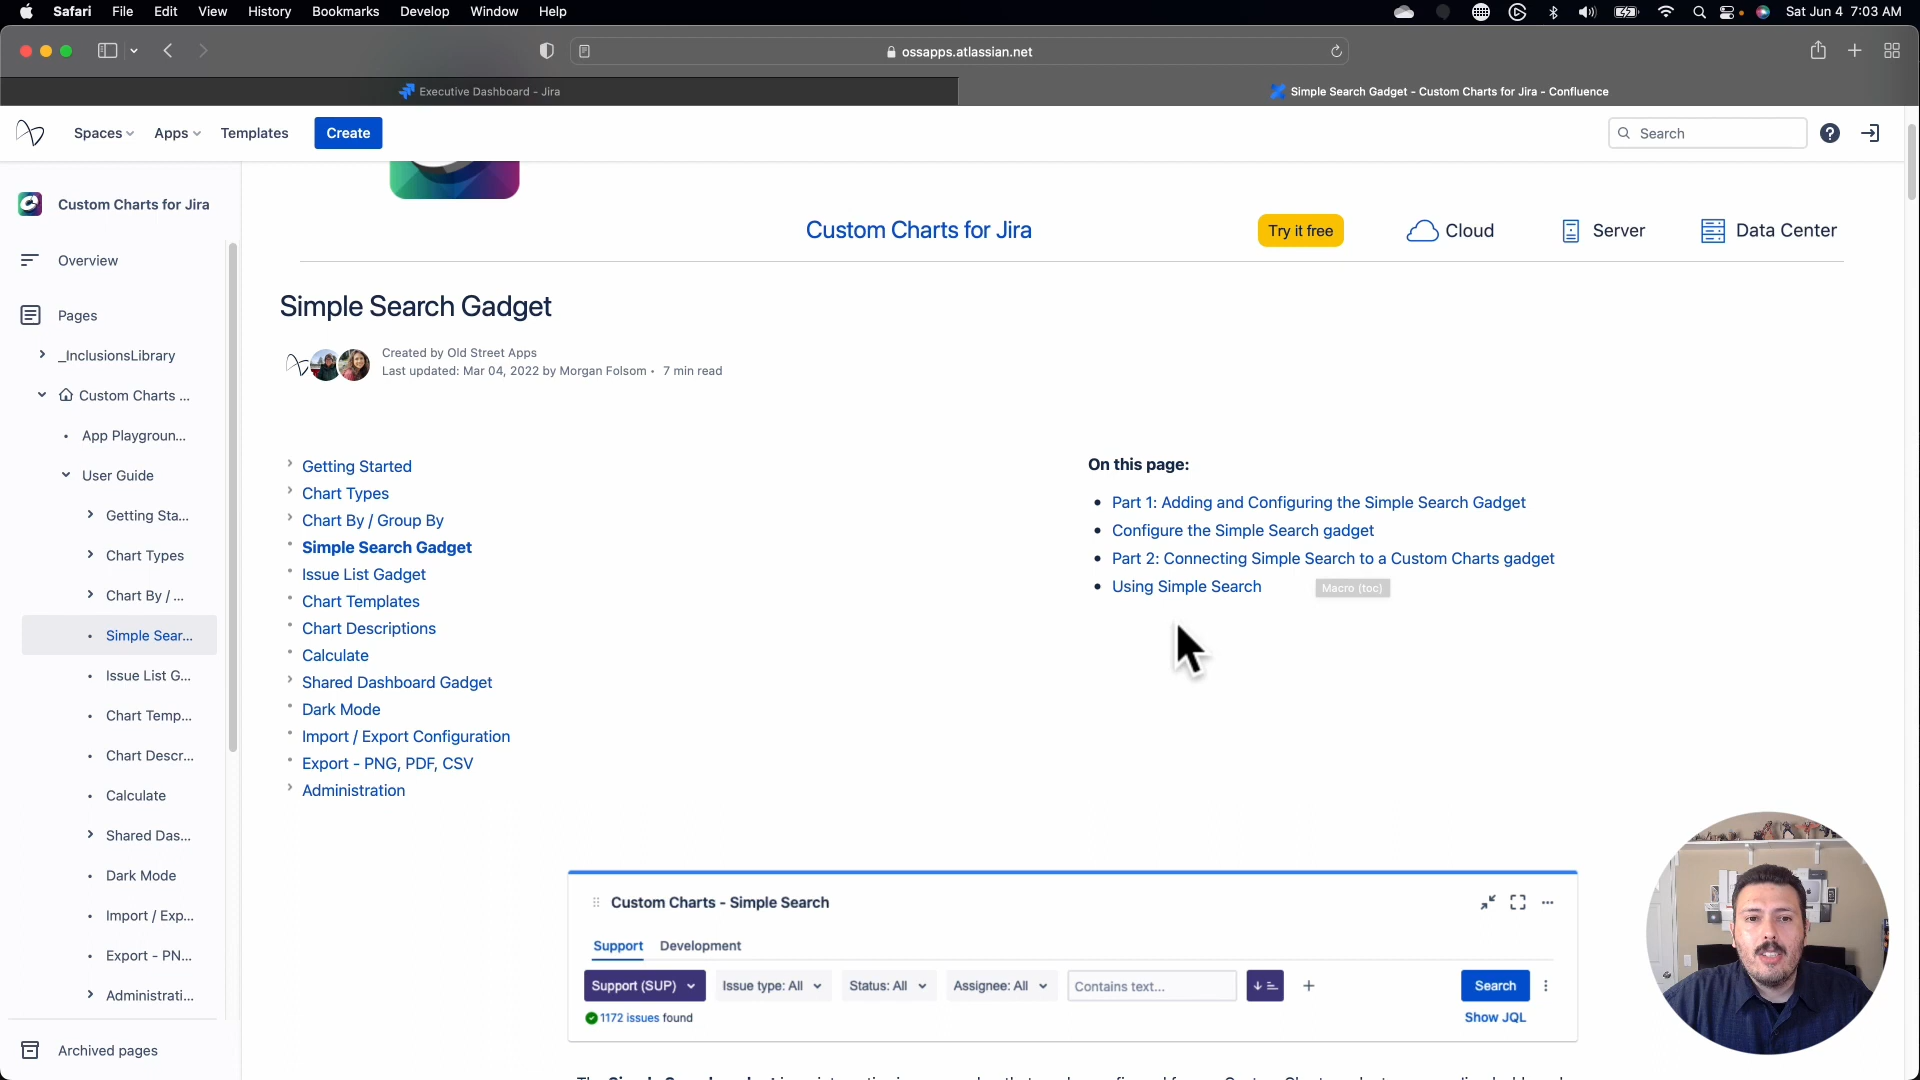 Safari File Edit View History Bookmarks Develop Window Help
Sat Jun 4 7:03 AM
ossapps.atlassian.net
Executive Dashboard - Jira
Simple Search Gadget - Custom Charts for Jira - Confluence
Spaces Apps Templates Create
Search
Custom Charts for Jira
Overview
Pages
_InclusionsLibrary
Custom Charts ...
App Playgroun...
User Guide
Getting Sta...
Chart Types
Chart By / ...
Simple Sear...
Issue List G...
Chart Temp...
Chart Descr...
Calculate
Shared Das...
Dark Mode
Import / Exp...
Export - PN...
Administrati...
Archived pages
Custom Charts for Jira
Try it free
Cloud
Server
Data Center
Simple Search Gadget
Created by Old Street Apps
Last updated: Mar 04, 2022 by Morgan Folsom • 7 min read
Getting Started
Chart Types
Chart By / Group By
Simple Search Gadget
Issue List Gadget
Chart Templates
Chart Descriptions
Calculate
Shared Dashboard Gadget
Dark Mode
Import / Export Configuration
Export - PNG, PDF, CSV
Administration
On this page:
Part 1: Adding and Configuring the Simple Search Gadget
Configure the Simple Search gadget
Part 2: Connecting Simple Search to a Custom Charts gadget
Using Simple Search
Macro (toc)
Custom Charts - Simple Search
Support Development
Support (SUP) Issue type: All Status: All Assignee: All Contains text... Search
1172 issues found
Show JQL